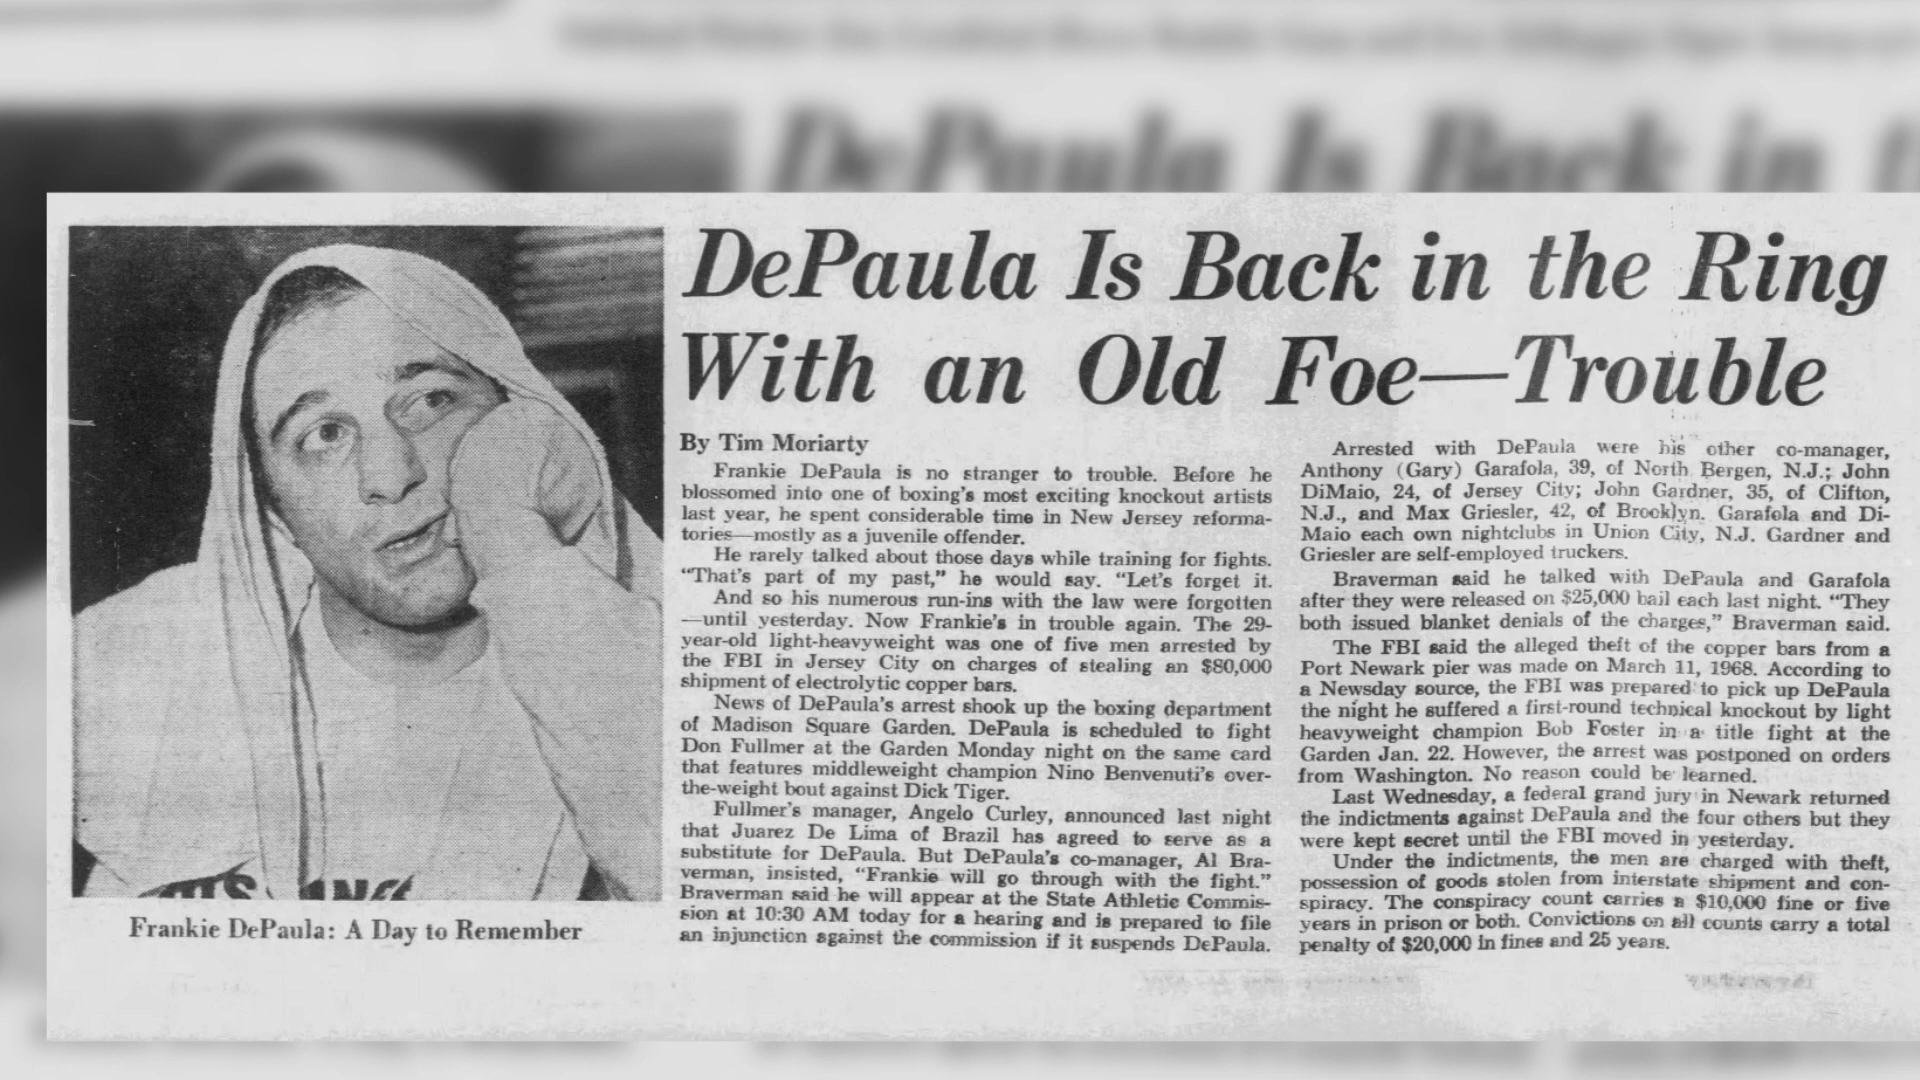 DePaula Is Back in the
DePaula Is Back in the Ring
With an Old Foe—Trouble
By Tim Moriarty
Frankie DePaula is no stranger to trouble. Before he
blossomed into one of boxing's most exciting knockout artists
last year, he spent considerable time in New Jersey reforma-
tories—mostly as a juvenile offender.
He rarely talked about those days while training for fights.
"That's part of my past," he would say. "Let's forget it.
And so his numerous run-ins with the law were forgotten
—until yesterday. Now Frankie's in trouble again. The 29-
year-old light-heavyweight was one of five men arrested by
the FBI in Jersey City on charges of stealing an $80,000
shipment of electrolytic copper bars.
News of DePaula's arrest shook up the boxing department
of Madison Square Garden. DePaula is scheduled to fight
Don Fullmer at the Garden Monday night on the same card
that features middleweight champion Nino Benvenuti's over-
the-weight bout against Dick Tiger.
Fullmer's manager, Angelo Curley, announced last night
that Juarez De Lima of Brazil has agreed to serve as a
substitute for DePaula. But DePaula's co-manager, Al Bra-
verman, insisted, "Frankie will go through with the fight."
Braverman said he will appear at the State Athletic Commis-
sion at 10:30 AM today for a hearing and is prepared to file
an injunction against the commission if it suspends DePaula.
Arrested with DePaula were his other co-manager,
Anthony (Gary) Garafola, 39, of North Bergen, N.J.; John
DiMaio, 24, of Jersey City; John Gardner, 35, of Clifton,
N.J., and Max Griesler, 42, of Brooklyn. Garafola and Di-
Maio each own nightclubs in Union City, N.J. Gardner and
Griesler are self-employed truckers.
Braverman said he talked with DePaula and Garafola
after they were released on $25,000 bail each last night. "They
both issued blanket denials of the charges," Braverman said.
The FBI said the alleged theft of the copper bars from a
Port Newark pier was made on March 11, 1968. According to
a Newsday source, the FBI was prepared to pick up DePaula
the night he suffered a first-round technical knockout by light
heavyweight champion Bob Foster in a title fight at the
Garden Jan. 22. However, the arrest was postponed on orders
from Washington. No reason could be learned.
Last Wednesday, a federal grand jury in Newark returned
the indictments against DePaula and the four others but they
were kept secret until the FBI moved in yesterday.
Under the indictments, the men are charged with theft,
possession of goods stolen from interstate shipment and con-
spiracy. The conspiracy count carries a $10,000 fine or five
years in prison or both. Convictions on all counts carry a total
penalty of $20,000 in fines and 25 years.
Frankie DePaula: A Day to Remember